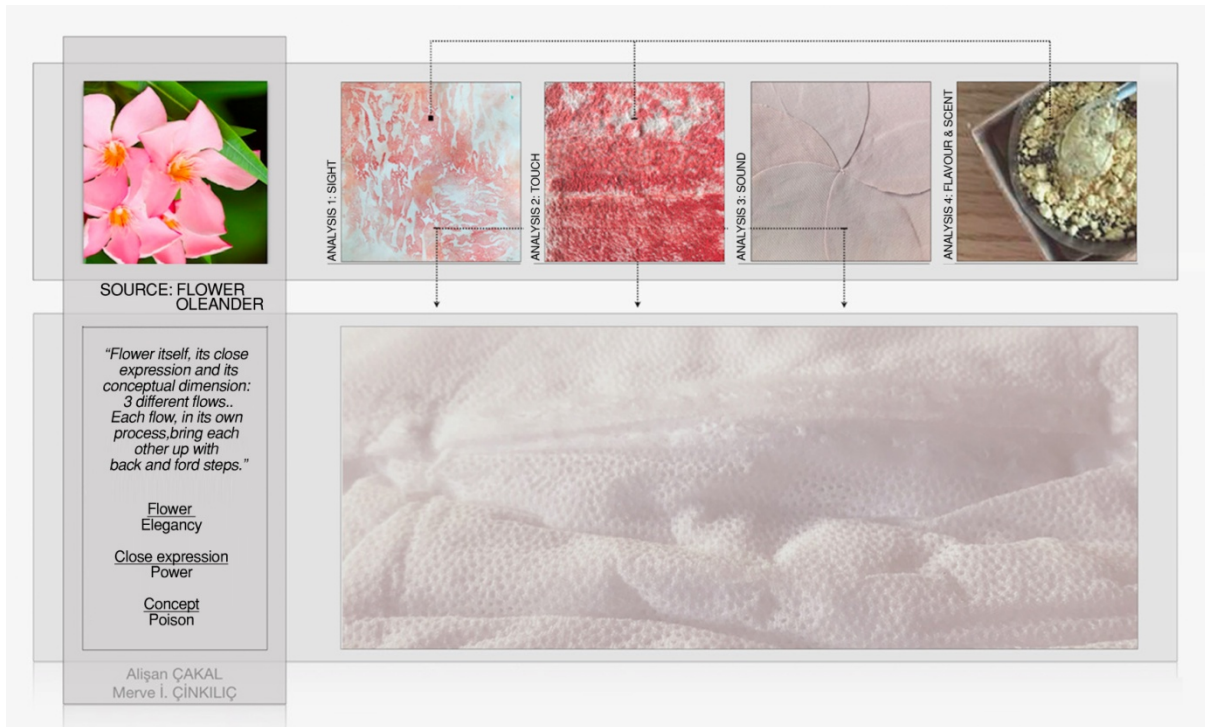 SOURCE: FLOWER
OLEANDER
ANALYSIS 1: SIGHT
ANALYSIS 2: TOUCH
ANALYSIS 3: SOUND
ANALYSIS 4: FLAVOUR & SCENT
“Flower itself, its close
expression and its
conceptual dimension:
3 different flows..
Each flow, in its own
process,bring each
other up with
back and ford steps.”
Flower
Elegancy
Close expression
Power
Concept
Poison
Alişan ÇAKAL
Merve İ. ÇİNKILIÇ